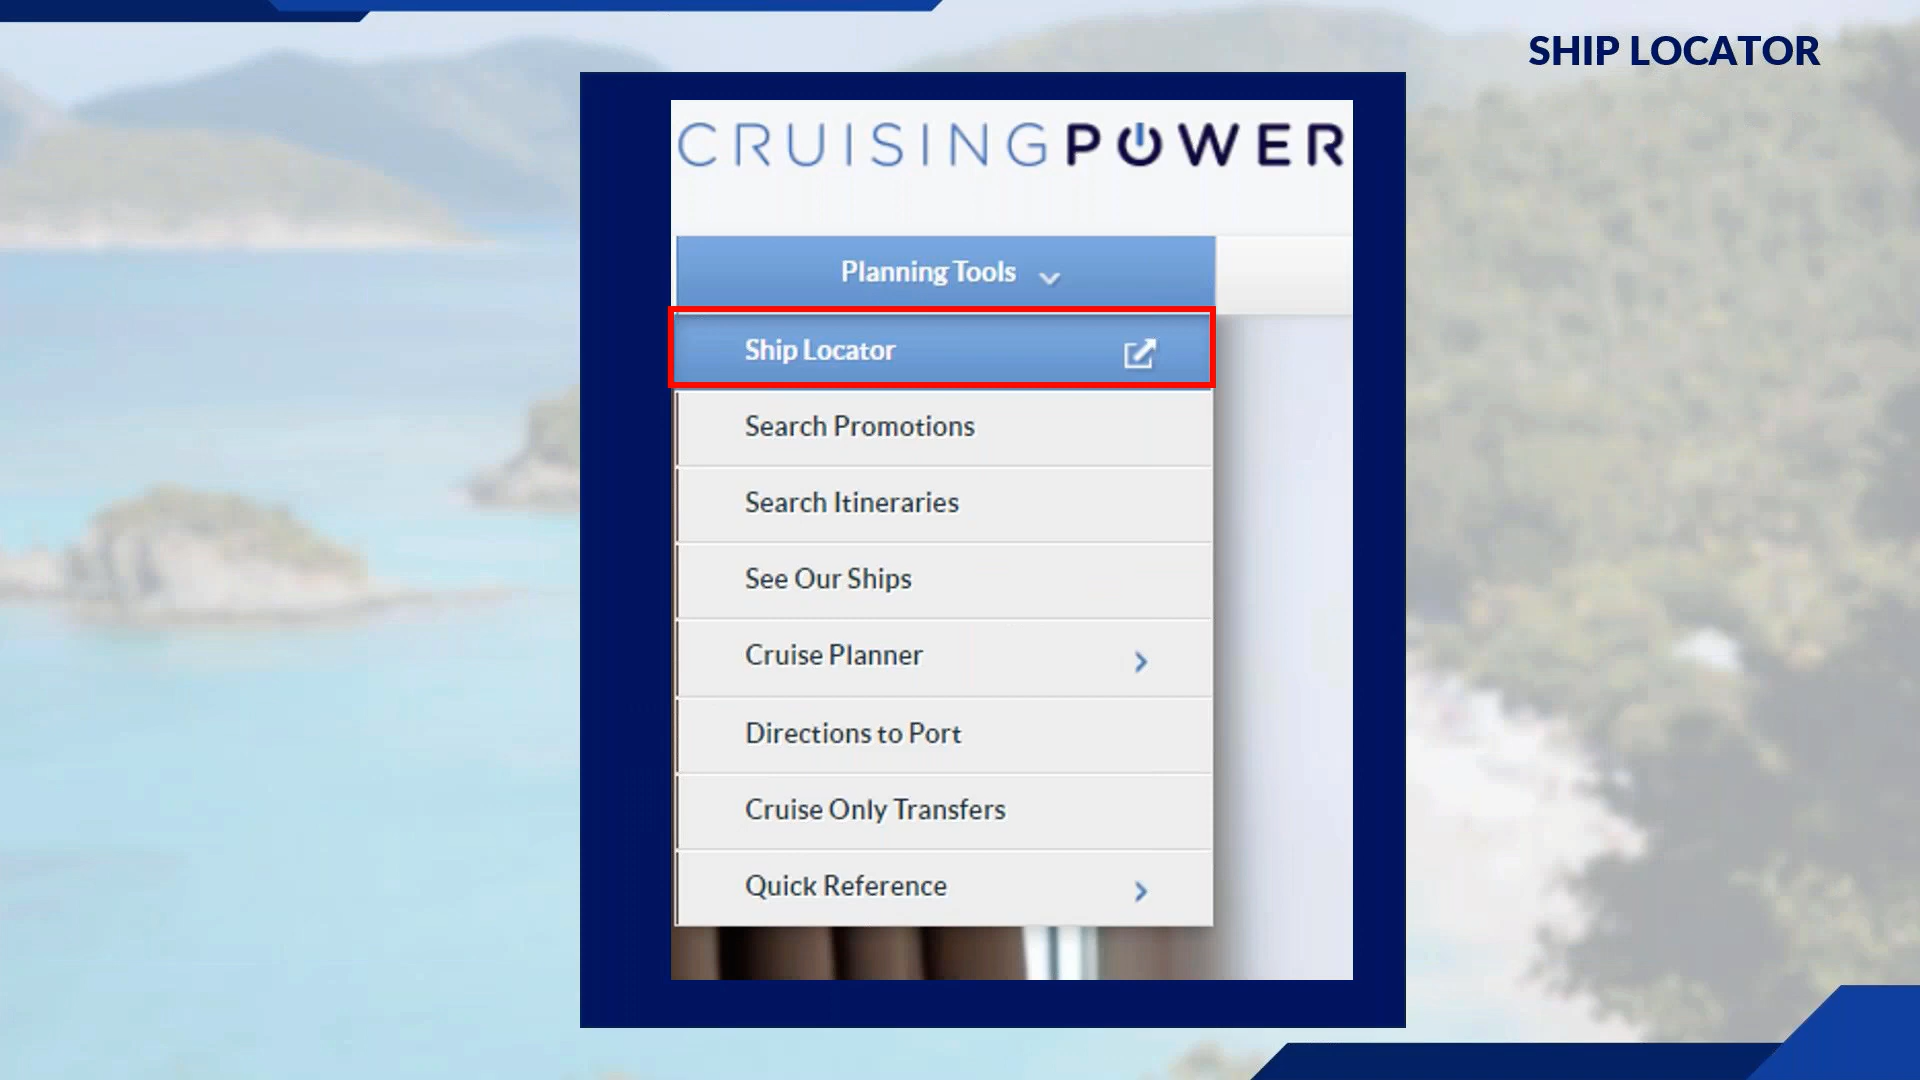 SHIP LOCATOR
CRUISINGPOWER
Planning Tools
Ship Locator
Search Promotions
Search Itineraries
See Our Ships
Cruise Planner
Directions to Port
Cruise Only Transfers
Quick Reference